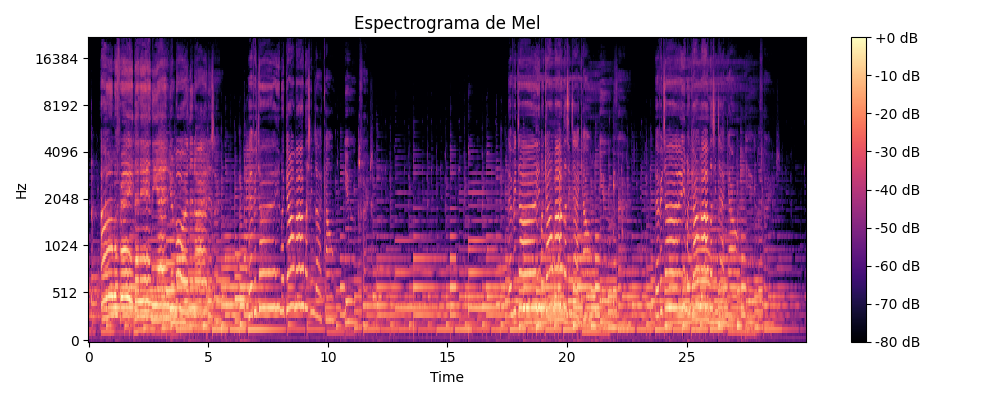 Espectrograma de Mel
Hz
16384
8192
4096
2048
1024
512
0
0 5 10 15 20 25
Time
+0 dB
-10 dB
-20 dB
-30 dB
-40 dB
-50 dB
-60 dB
-70 dB
-80 dB